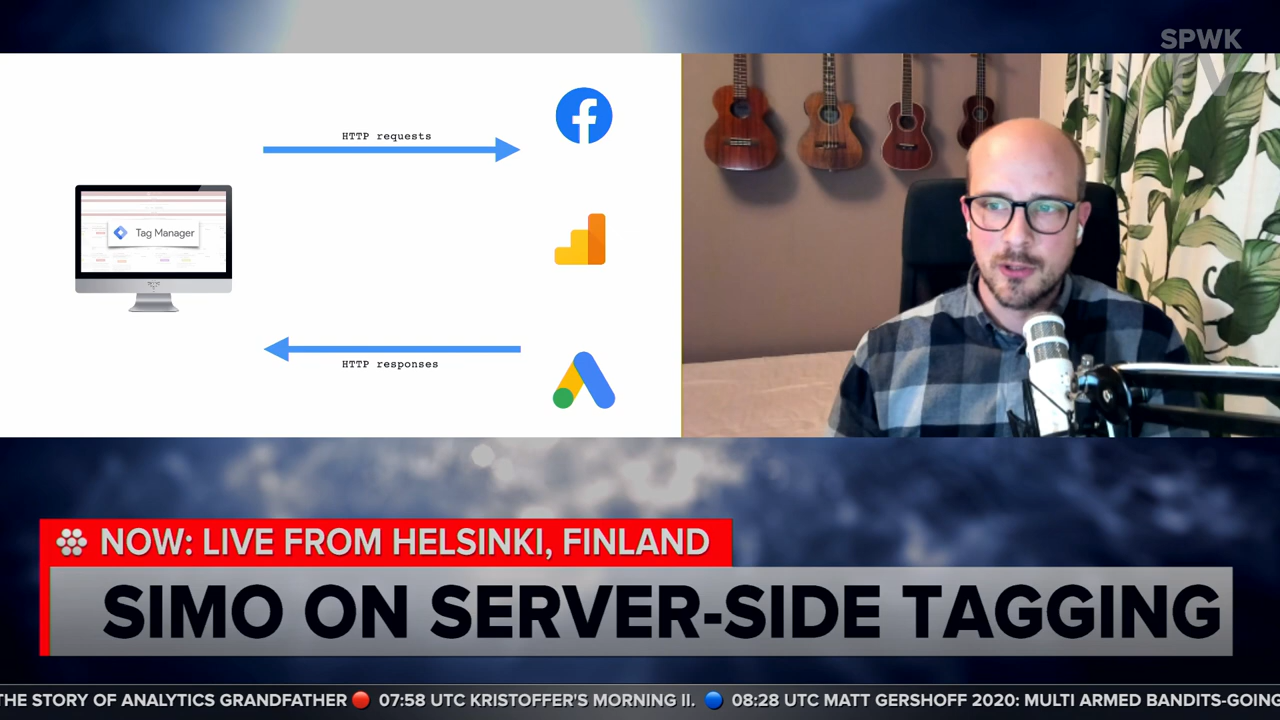 SPWK
TV
HTTP requests
Tag Manager
HTTP responses
NOW: LIVE FROM HELSINKI, FINLAND
SIMO ON SERVER-SIDE TAGGING
THE STORY OF ANALYTICS GRANDFATHER 07:58 UTC KRISTOFFER'S MORNING II. 08:28 UTC MATT GERSHOFF 2020: MULTI ARMED BANDITS-GOING